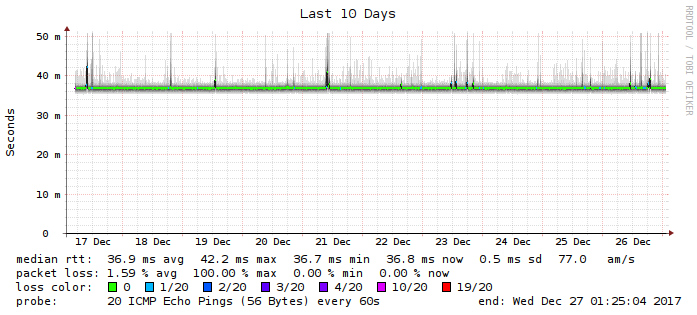 Last 10 Days
RRDTOOL / TOBI OETIKER
Seconds
50 m
40 m
30 m
20 m
10 m
0
17 Dec 18 Dec 19 Dec 20 Dec 21 Dec 22 Dec 23 Dec 24 Dec 25 Dec 26 Dec
median rtt: 36.9 ms avg 42.2 ms max 36.7 ms min 36.8 ms now 0.5 ms sd 77.0 am/s
packet loss: 1.59 % avg 100.00 % max 0.00 % min 0.00 % now
loss color: 0 1/20 2/20 3/20 4/20 10/20 19/20
probe: 20 ICMP Echo Pings (56 Bytes) every 60s end: Wed Dec 27 01:25:04 2017